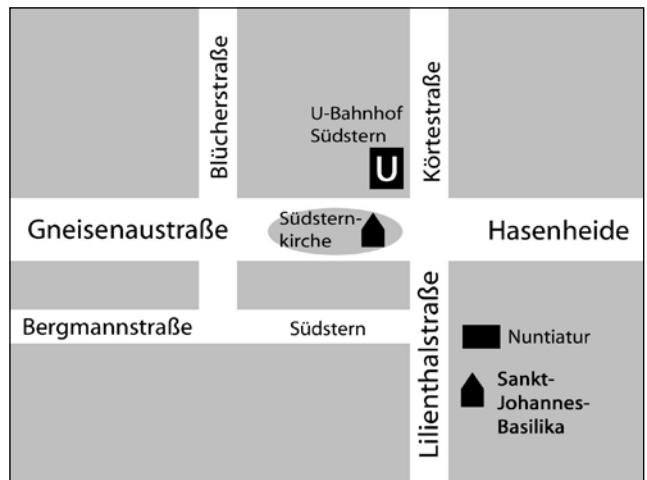 Blücherstraße
U-Bahnhof
Südstern
U
Körtestraße
Gneisenaustraße
Südstern-
kirche
Hasenheide
Bergmannstraße
Südstern
Lilienthalstraße
Nuntiatur
Sankt-
Johannes-
Basilika